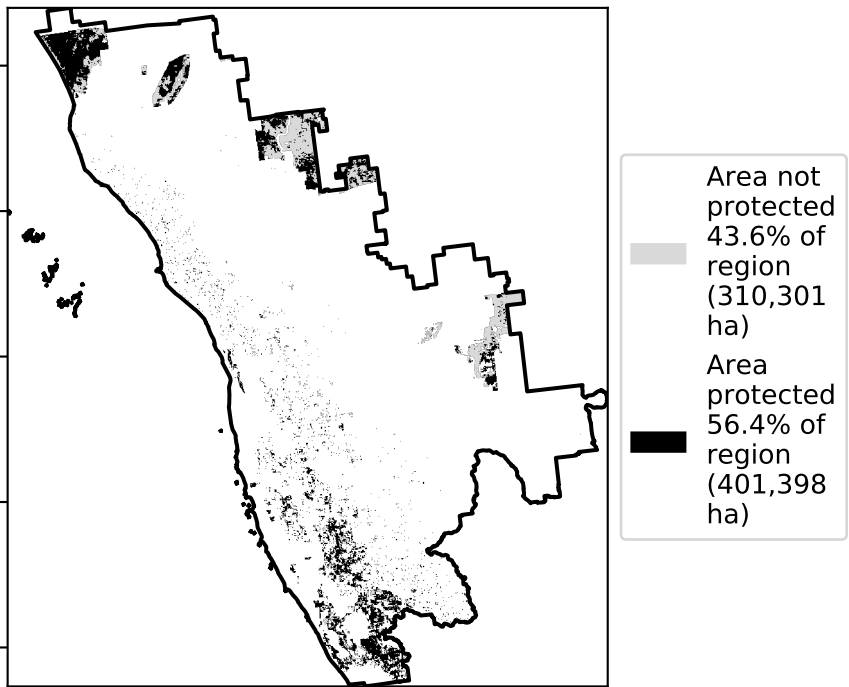 Area not
protected
43.6% of
region
(310,301
ha)
Area
protected
56.4% of
region
(401,398
ha)